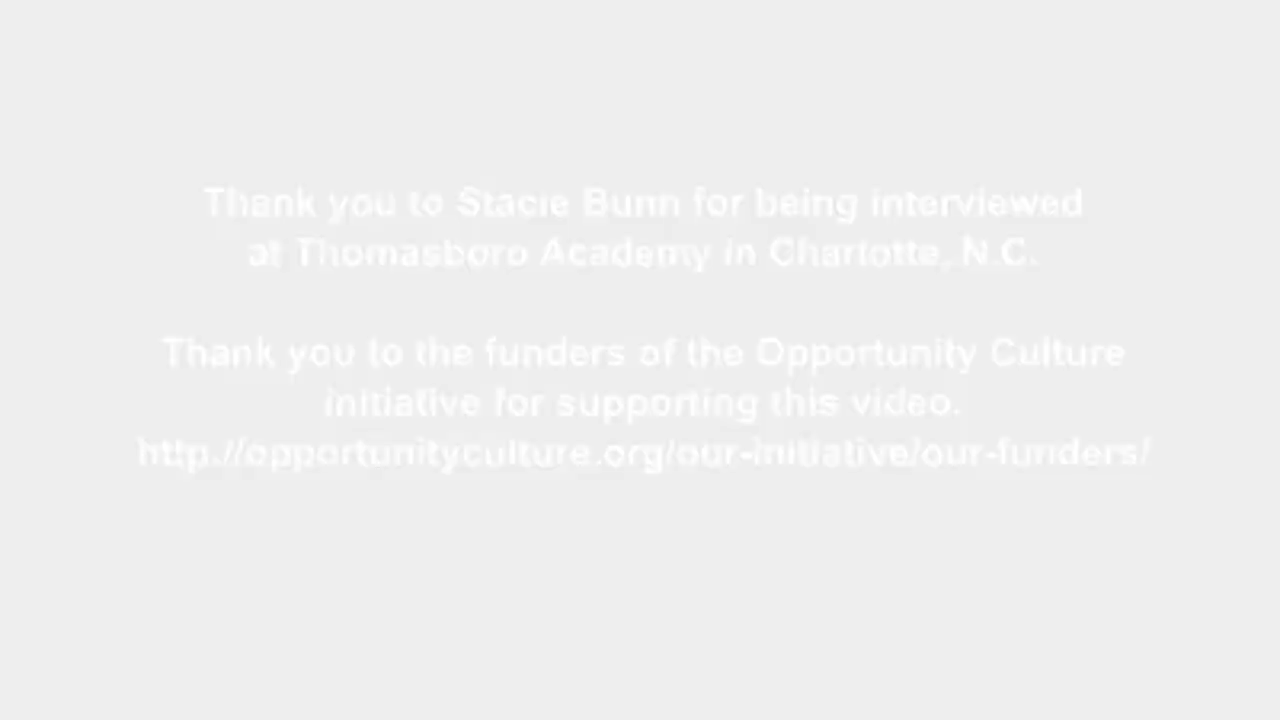 Thank you to Stacie Bunn for being interviewed
at Thomasboro Academy in Charlotte, N.C.
Thank you to the funders of the Opportunity Culture
initiative for supporting this video.
http://opportunityculture.org/our-initiative/our-funders/